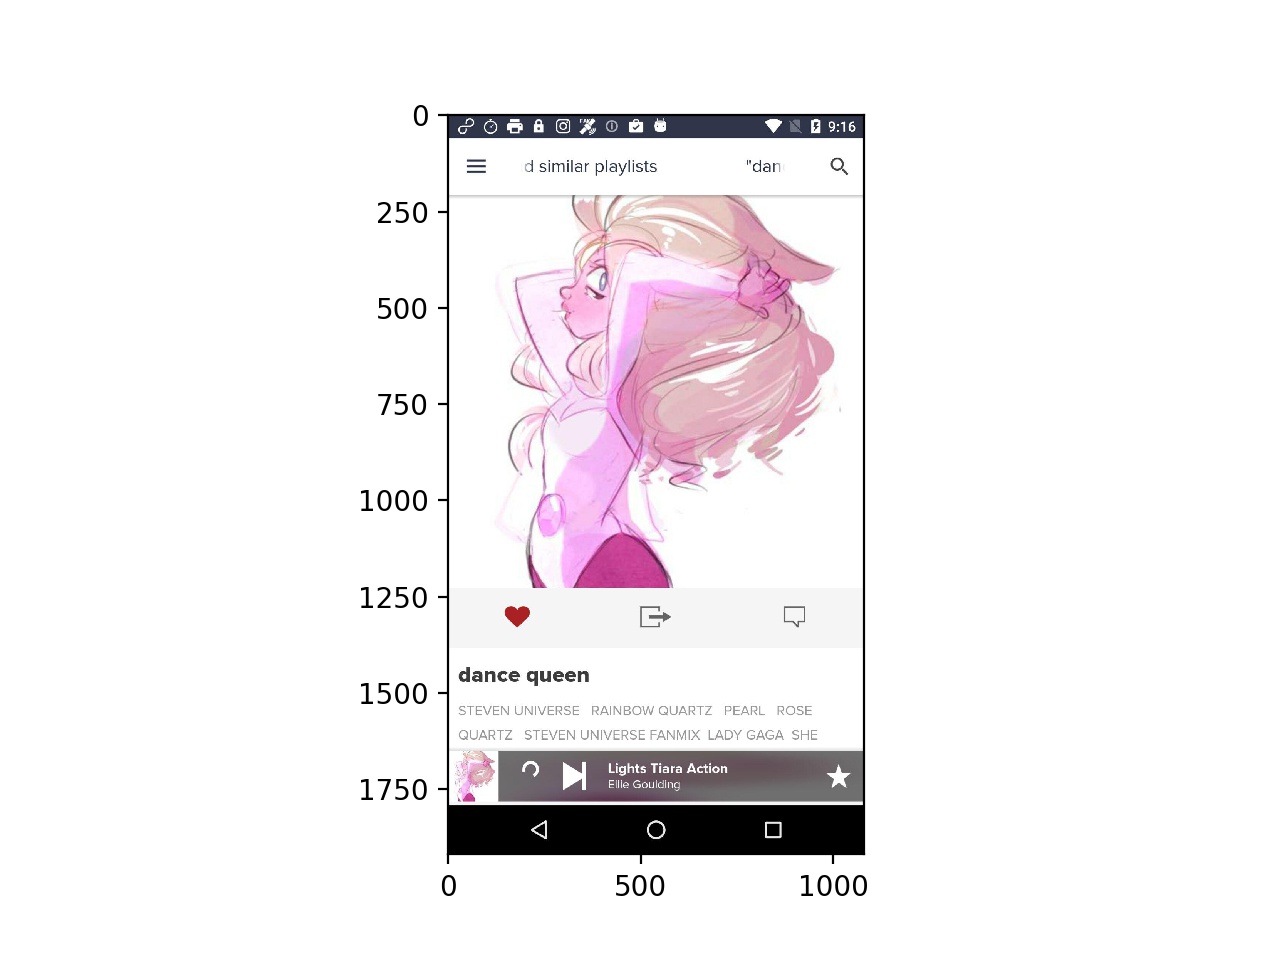 0
9:16
d similar playlists "dan
250
500
750
1000
1250
dance queen
1500
STEVEN UNIVERSE RAINBOW QUARTZ PEARL ROSE
QUARTZ STEVEN UNIVERSE FANMIX LADY GAGA SHE
Lights Tiara Action
Ellie Goulding
1750
0 500 1000